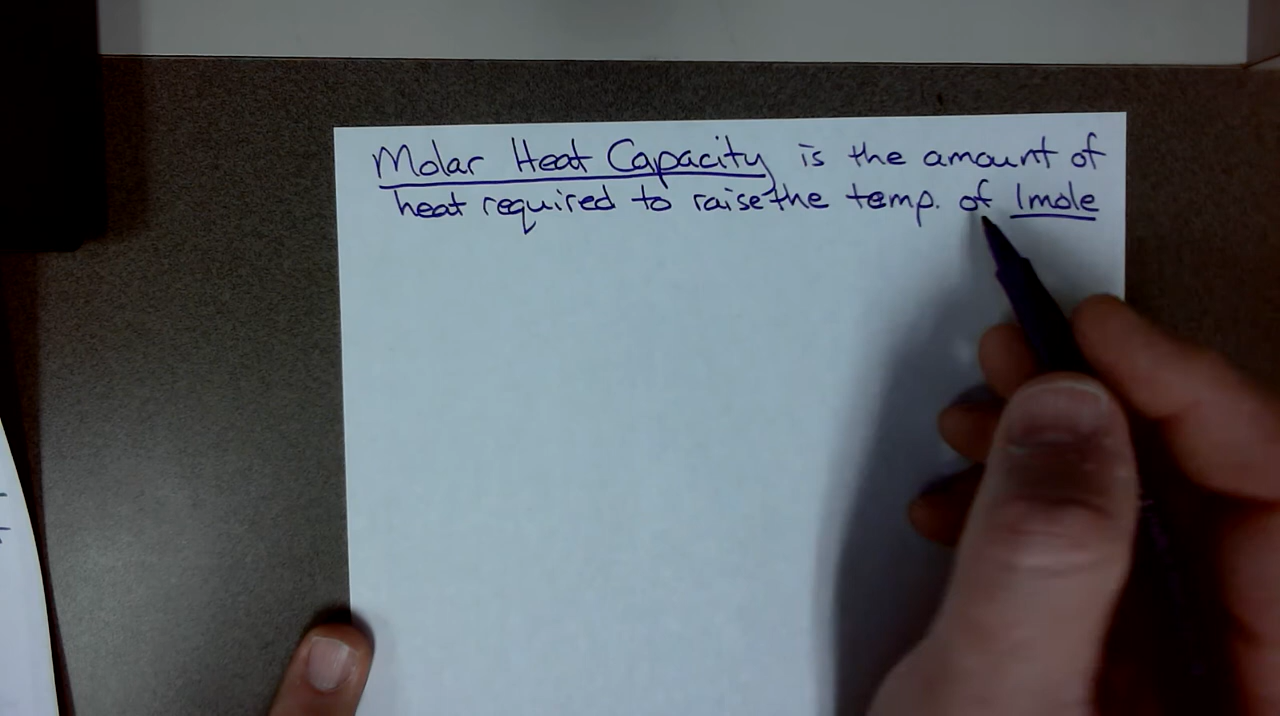 Molar Heat Capacity is the amount of
heat required to raise the temp. of 1mole